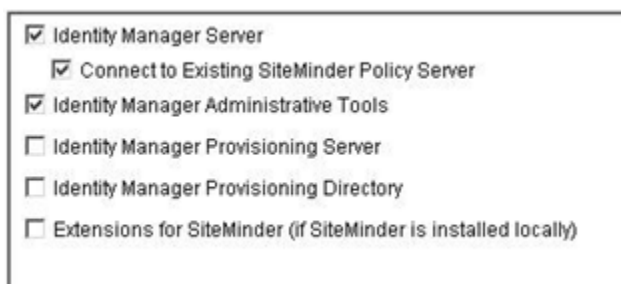 Identity Manager Server
Connect to Existing SiteMinder Policy Server
Identity Manager Administrative Tools
Identity Manager Provisioning Server
Identity Manager Provisioning Directory
Extensions for SiteMinder (if SiteMinder is installed locally)